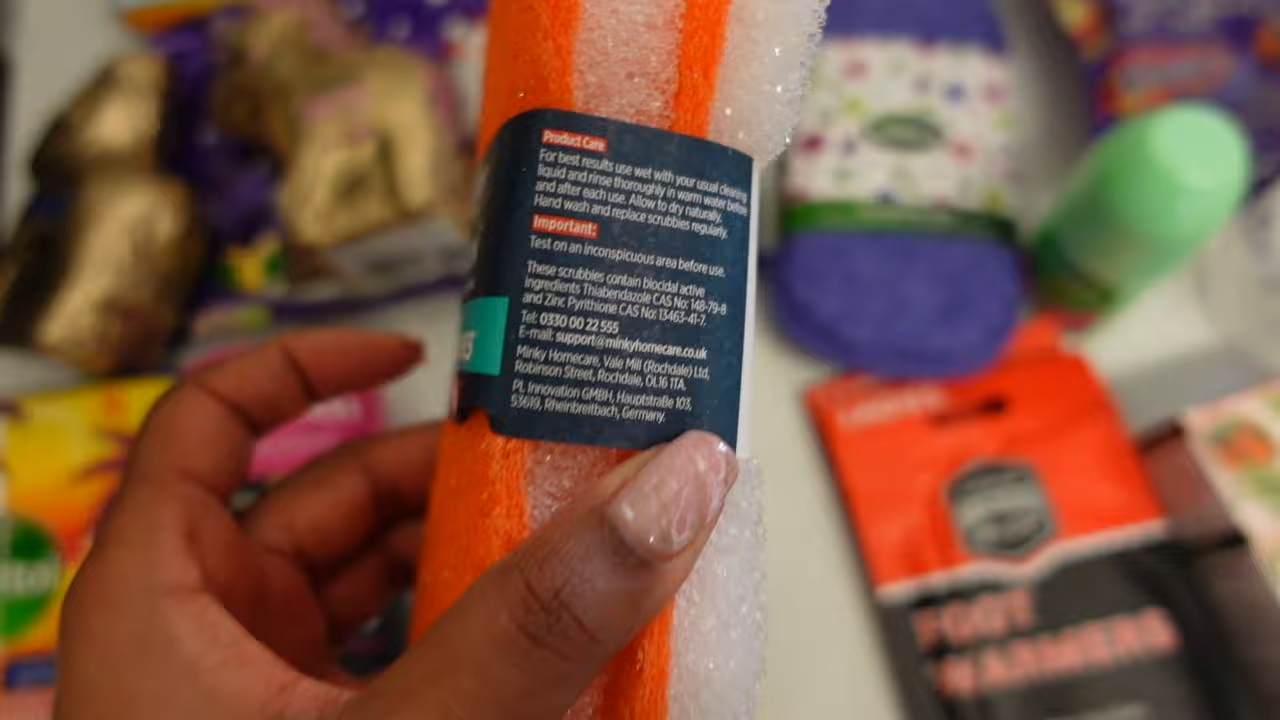 Product Care
For best results use wet with your usual cleaning
liquid and rinse thoroughly in warm water before
and after each use. Allow to dry naturally.
Hand wash and replace scrubbies regularly.
Important:
Test on an inconspicuous area before use.
These scrubbies contain biocidal active
ingredients Thiabendazole CAS No: 148-79-8
and Zinc Pyrithione CAS No: 13463-41-7.
Tel: 0330 00 22 555
E-mail: support@minkyhomecare.co.uk
Minky Homecare, Vale Mill (Rochdale) Ltd,
Robinson Street, Rochdale, OL16 1TA.
PL Innovation GMBH, Hauptstraße 103,
53619, Rheinbreitbach, Germany.
FOOT
WARMERS